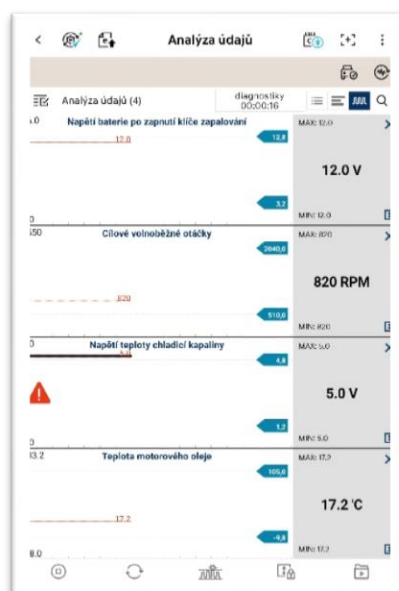 Analýza údajů
Analýza údajů (4)
diagnostiky
00:00:16
Napětí baterie po zapnutí klíče zapalování
MAX: 12.0
12.0
12,8
12.0 V
3,2
MIN: 12.0
Cílové volnoběžné otáčky
MAX: 820
2040,0
820 RPM
820
510,0
MIN: 820
Napětí teploty chladicí kapaliny
MAX: 5.0
5.0
4,8
5.0 V
1,2
MIN: 5.0
Teplota motorového oleje
MAX: 17.2
105,0
17.2 °C
17.2
-9,8
MIN: 17.2